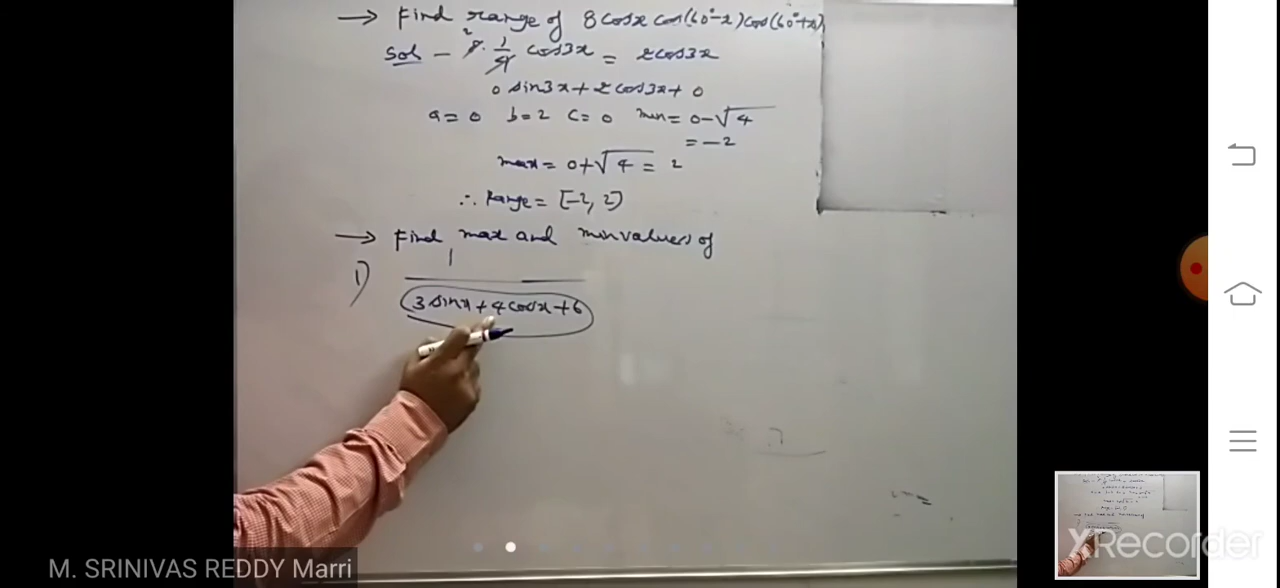 → Find range of 8 cosx cos(60°-x) cos(60°+x)
Sol - 8. 1/4 cos3x = 2cos3x
2
0 sin3x + 2cos3x + 0
a = 0 b = 2 c = 0 min = 0 - √4
= -2
max = 0 + √4 = 2
∴ Range = [-2, 2]
→ Find max and min values of
1) 1
3 sinx + 4 cosx + 6
M. SRINIVAS REDDY Marri
XRecorder